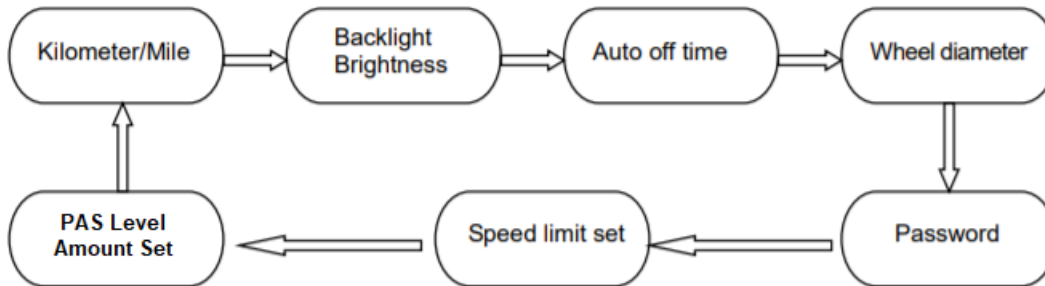 Kilometer/Mile
Backlight
Brightness
Auto off time
Wheel diameter
PAS Level
Amount Set
Speed limit set
Password